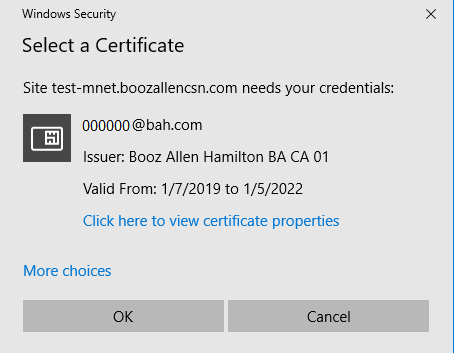 Windows Security
Select a Certificate
Site test-mnet.boozallencsn.com needs your credentials:
000000@bah.com
Issuer: Booz Allen Hamilton BA CA 01
Valid From: 1/7/2019 to 1/5/2022
Click here to view certificate properties
More choices
OK
Cancel